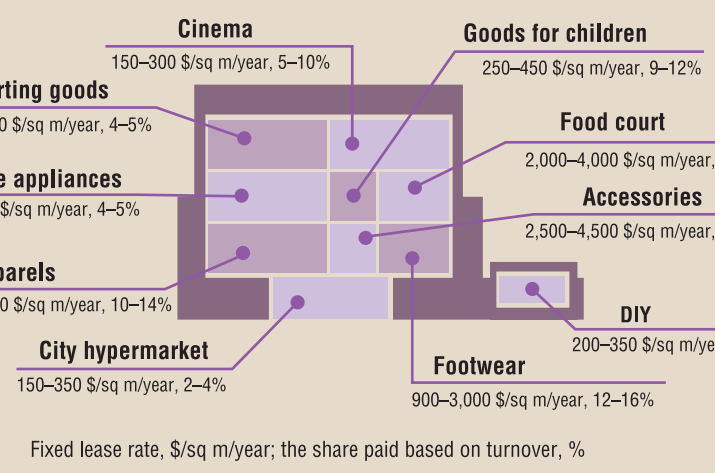 Cinema
150–300 $/sq m/year, 5–10%
Goods for children
250–450 $/sq m/year, 9–12%
goods
$/sq m/year, 4–5%
Food court
2,000–4,000 $/sq m/year,
appliances
$/sq m/year, 4–5%
Accessories
2,500–4,500 $/sq m/year,
$/sq m/year, 10–14%
DIY
200–350 $/sq m/ye
City hypermarket
150–350 $/sq m/year, 2–4%
Footwear
900–3,000 $/sq m/year, 12–16%
Fixed lease rate, $/sq m/year; the share paid based on turnover, %